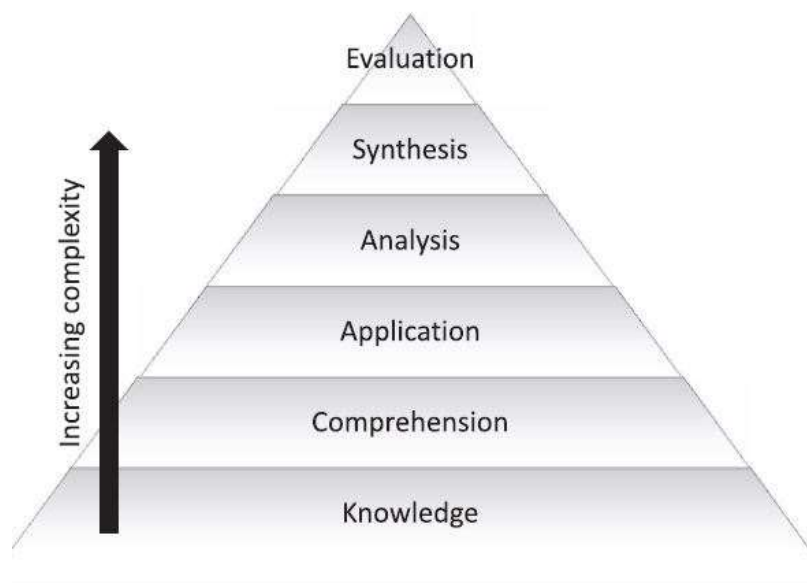 Evaluation
Synthesis
Analysis
Application
Comprehension
Knowledge
Increasing complexity